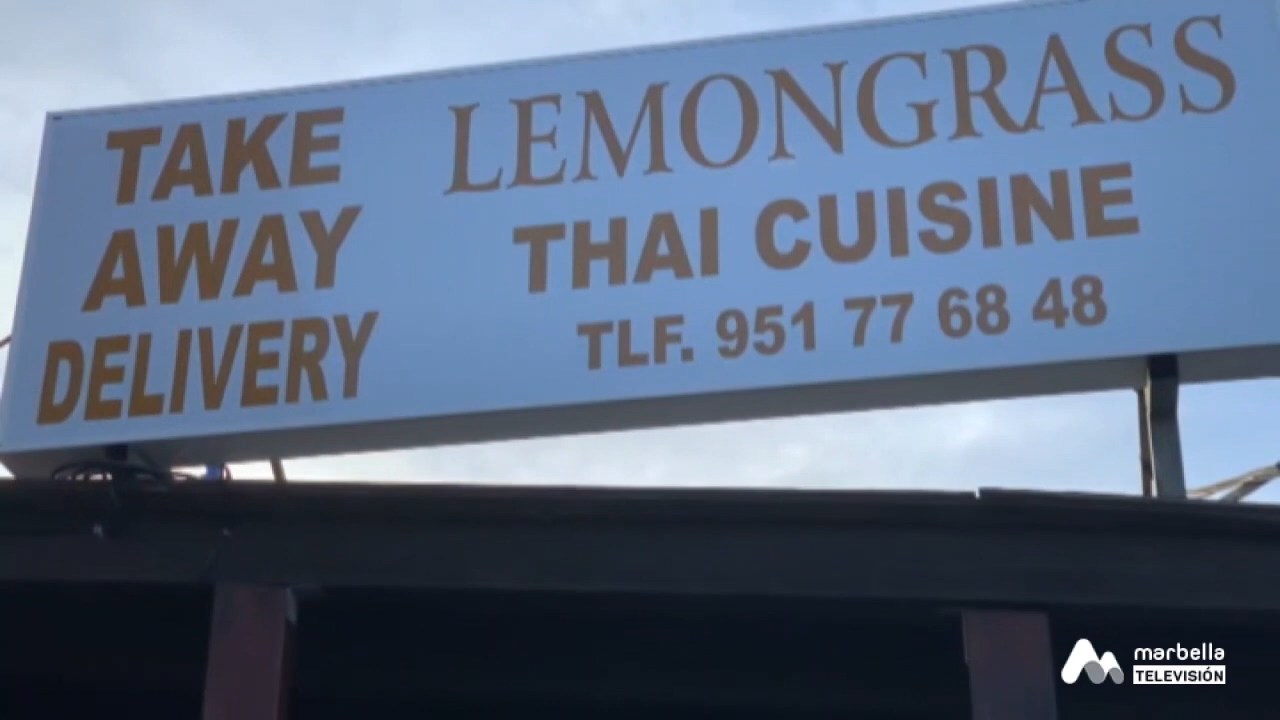 TAKE
AWAY
DELIVERY
LEMONGRASS
THAI CUISINE
TLF. 951 77 68 48
marbella
TELEVISIÓN